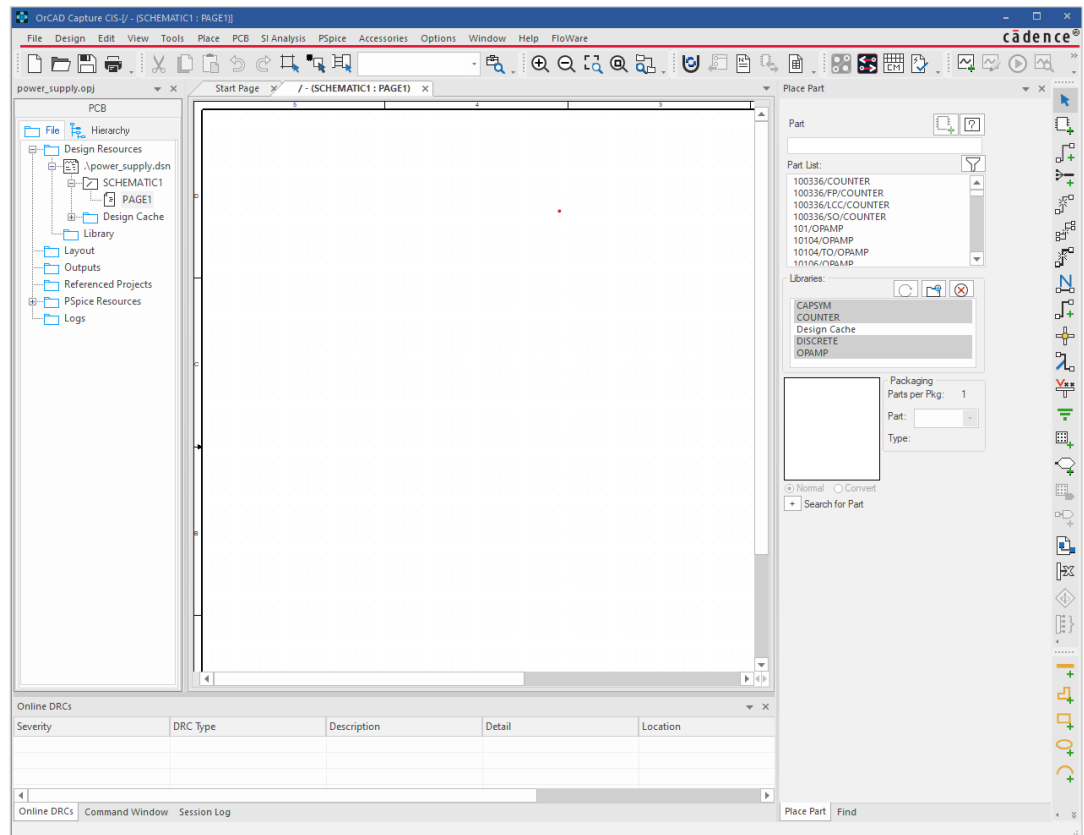 OrCAD Capture CIS-[/ - (SCHEMATIC1 : PAGE1)]
File Design Edit View Tools Place PCB SI Analysis PSpice Accessories Options Window Help FloWare
cādence®
power_supply.opj
PCB
File Hierarchy
Design Resources
.\power_supply.dsn
SCHEMATIC1
PAGE1
Design Cache
Library
Layout
Outputs
Referenced Projects
PSpice Resources
Logs
Start Page / - (SCHEMATIC1 : PAGE1)
5 4 3
D
C
B
Place Part
Part
Part List:
100336/COUNTER
100336/FP/COUNTER
100336/LCC/COUNTER
100336/SO/COUNTER
101/OPAMP
10104/OPAMP
10104/TO/OPAMP
10106/OPAMP
Libraries:
CAPSYM
COUNTER
Design Cache
DISCRETE
OPAMP
Packaging
Parts per Pkg: 1
Part:
Type:
Normal Convert
+ Search for Part
Online DRCs
Severity DRC Type Description Detail Location
Online DRCs Command Window Session Log
Place Part Find